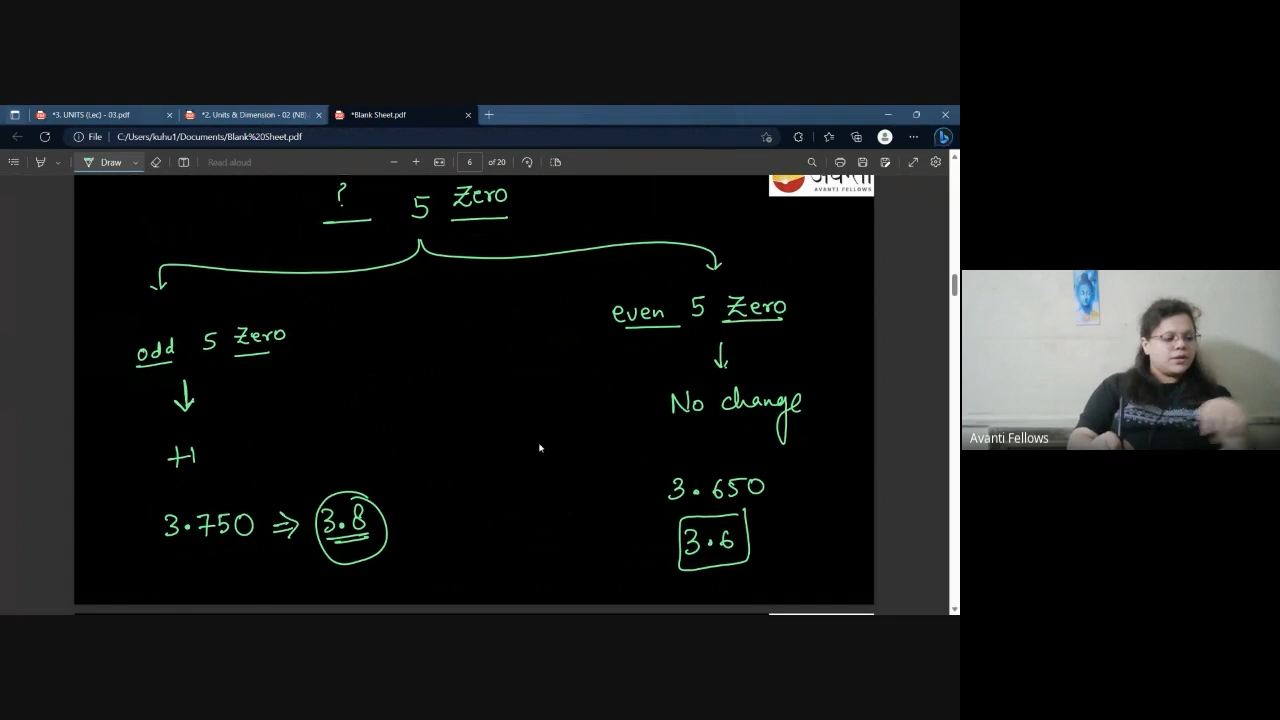 *3. UNITS (Lec) - 03.pdf
*2. Units & Dimension - 02 (NB)
*Blank Sheet.pdf
File
C:/Users/kuhu1/Documents/Blank%20Sheet.pdf
Draw
Read aloud
6 of 20
अवन्ती
AVANTI FELLOWS
? 5 Zero
odd 5 Zero
even 5 Zero
+1
No change
3.750 ⇒ 3.8
3.650
3.6
Avanti Fellows